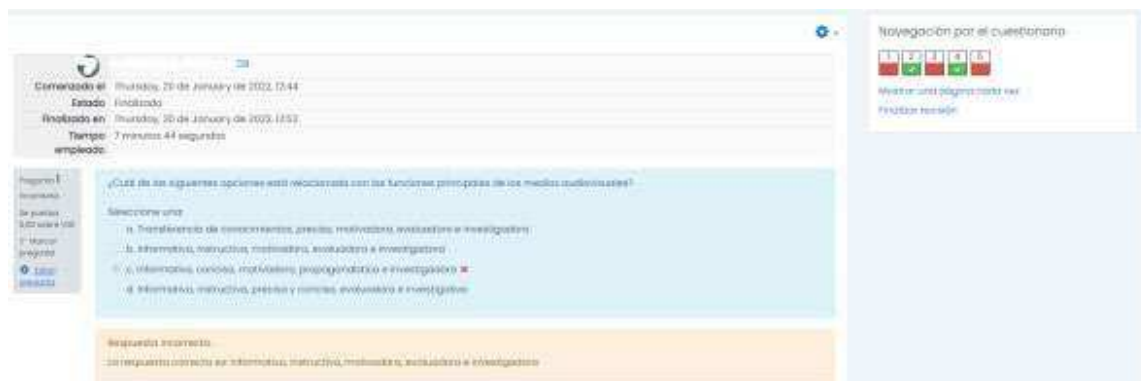 Navegación por el cuestionario
1 2 3 4 5
Mostrar una página cada vez
Finalizar revisión
Comenzado el Thursday, 20 de January de 2022, 13:44
Estado Finalizado
Finalizado en Thursday, 20 de January de 2022, 13:52
Tiempo 7 minutos 44 segundos
empleado
Pregunta 1
Incorrecta
Se puntúa
0,00 sobre 1,00
Marcar
pregunta
Editar
pregunta
¿Cuál de las siguientes opciones está relacionada con las funciones principales de los medios audiovisuales?
Seleccione una:
a. Transferencia de conocimientos, precisa, motivadora, evaluadora e investigadora
b. Informativa, instructiva, motivadora, evaluadora e investigadora
c. Informativa, concisa, motivadora, propagandística e investigadora
d. Informativa, instructiva, precisa y concisa, evaluadora e investigativa
Respuesta incorrecta.
La respuesta correcta es: Informativa, instructiva, motivadora, evaluadora e investigadora